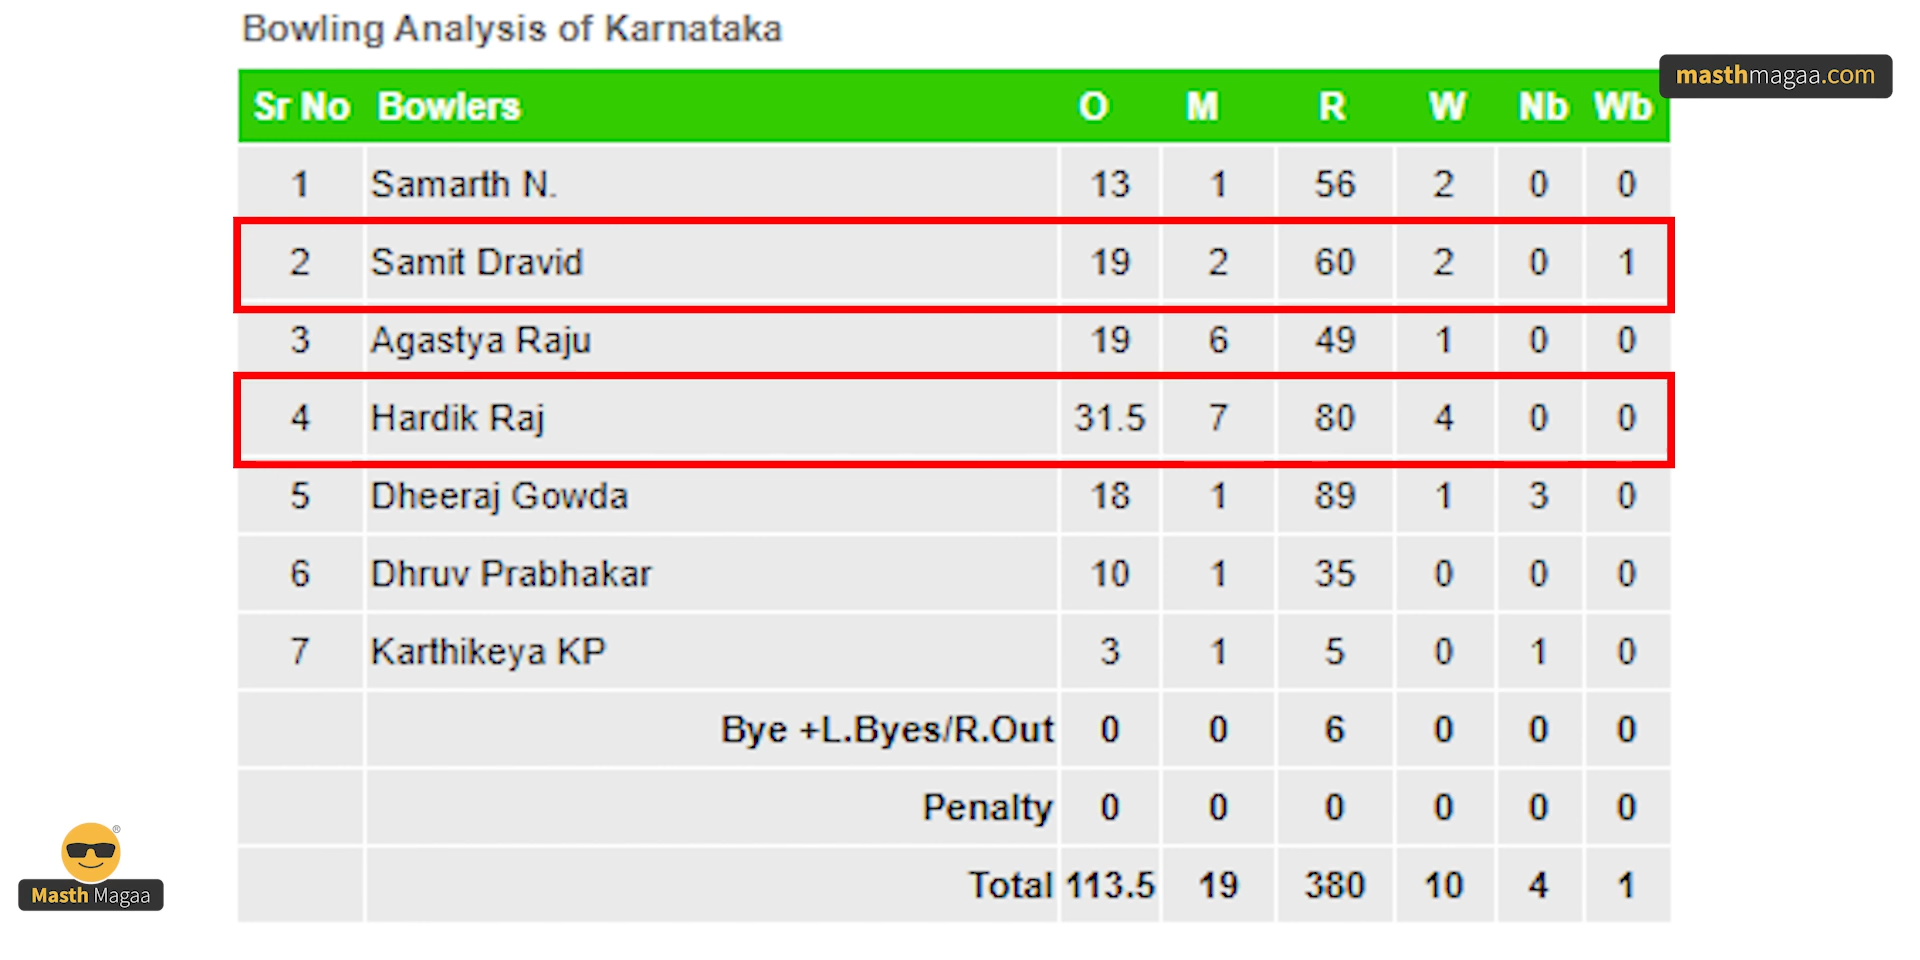 Bowling Analysis of Karnataka
masthmagaa.com
Sr No Bowlers O M R W Nb Wb
1 Samarth N. 13 1 56 2 0 0
2 Samit Dravid 19 2 60 2 0 1
3 Agastya Raju 19 6 49 1 0 0
4 Hardik Raj 31.5 7 80 4 0 0
5 Dheeraj Gowda 18 1 89 1 3 0
6 Dhruv Prabhakar 10 1 35 0 0 0
7 Karthikeya KP 3 1 5 0 1 0
Bye +L.Byes/R.Out 0 0 6 0 0 0
Penalty 0 0 0 0 0 0
Total 113.5 19 380 10 4 1
®
Masth Magaa